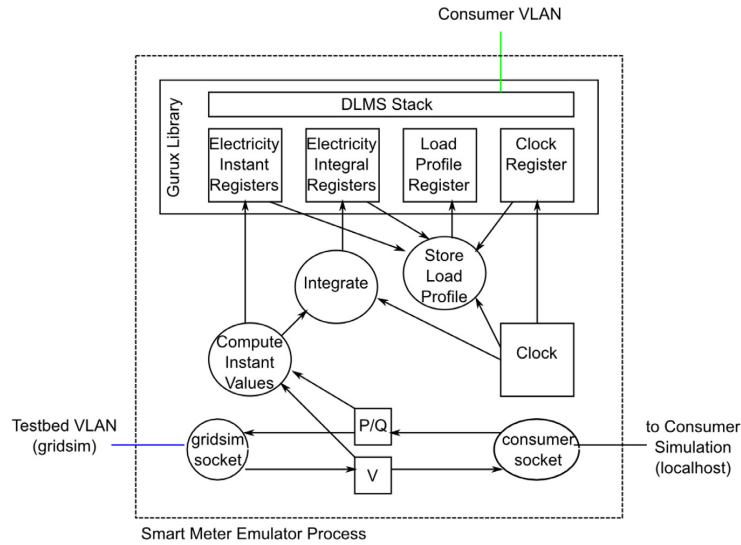 Consumer VLAN
DLMS Stack
Gurux Library
Electricity
Instant
Registers
Electricity
Integral
Registers
Load
Profile
Register
Clock
Register
Store
Load
Profile
Integrate
Compute
Instant
Values
Clock
Testbed VLAN
(gridsim)
gridsim
socket
P/Q
V
consumer
socket
to Consumer
Simulation
(localhost)
Smart Meter Emulator Process